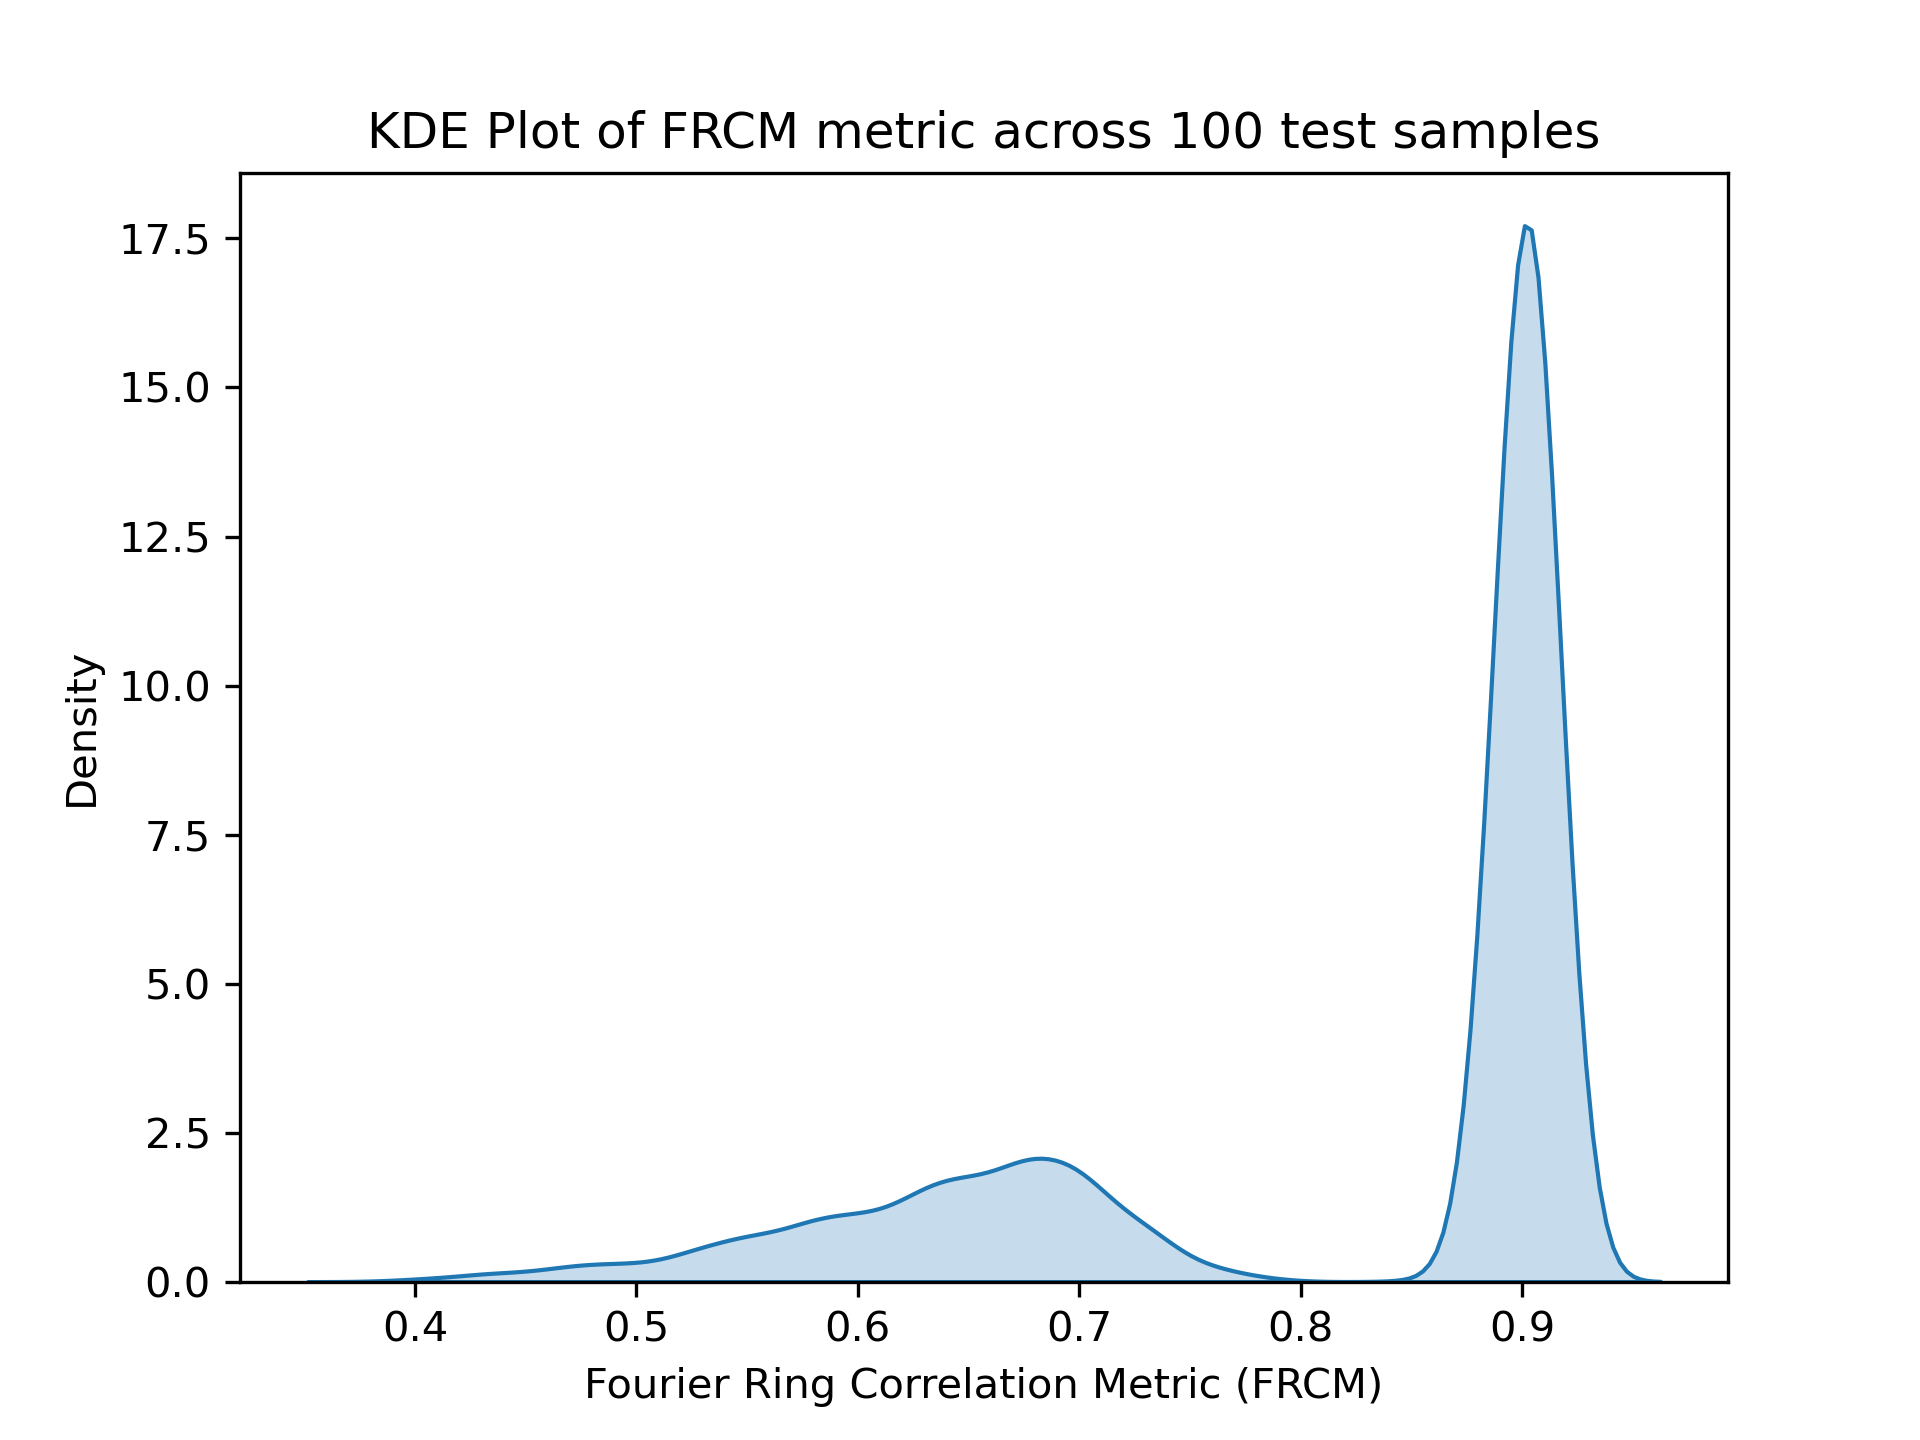 KDE Plot of FRCM metric across 100 test samples
17.5
15.0
12.5
10.0
7.5
5.0
2.5
0.0
Density
0.4 0.5 0.6 0.7 0.8 0.9
Fourier Ring Correlation Metric (FRCM)